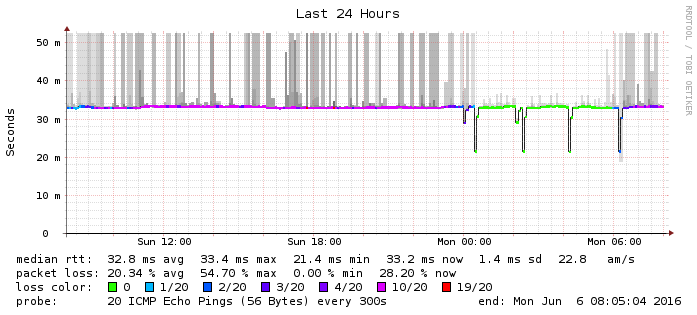 Last 24 Hours
RRDTOOL / TOBI OETIKER
Seconds
50 m
40 m
30 m
20 m
10 m
0
Sun 12:00 Sun 18:00 Mon 00:00 Mon 06:00
median rtt: 32.8 ms avg 33.4 ms max 21.4 ms min 33.2 ms now 1.4 ms sd 22.8 am/s
packet loss: 20.34 % avg 54.70 % max 0.00 % min 28.20 % now
loss color: 0 1/20 2/20 3/20 4/20 10/20 19/20
probe: 20 ICMP Echo Pings (56 Bytes) every 300s end: Mon Jun 6 08:05:04 2016